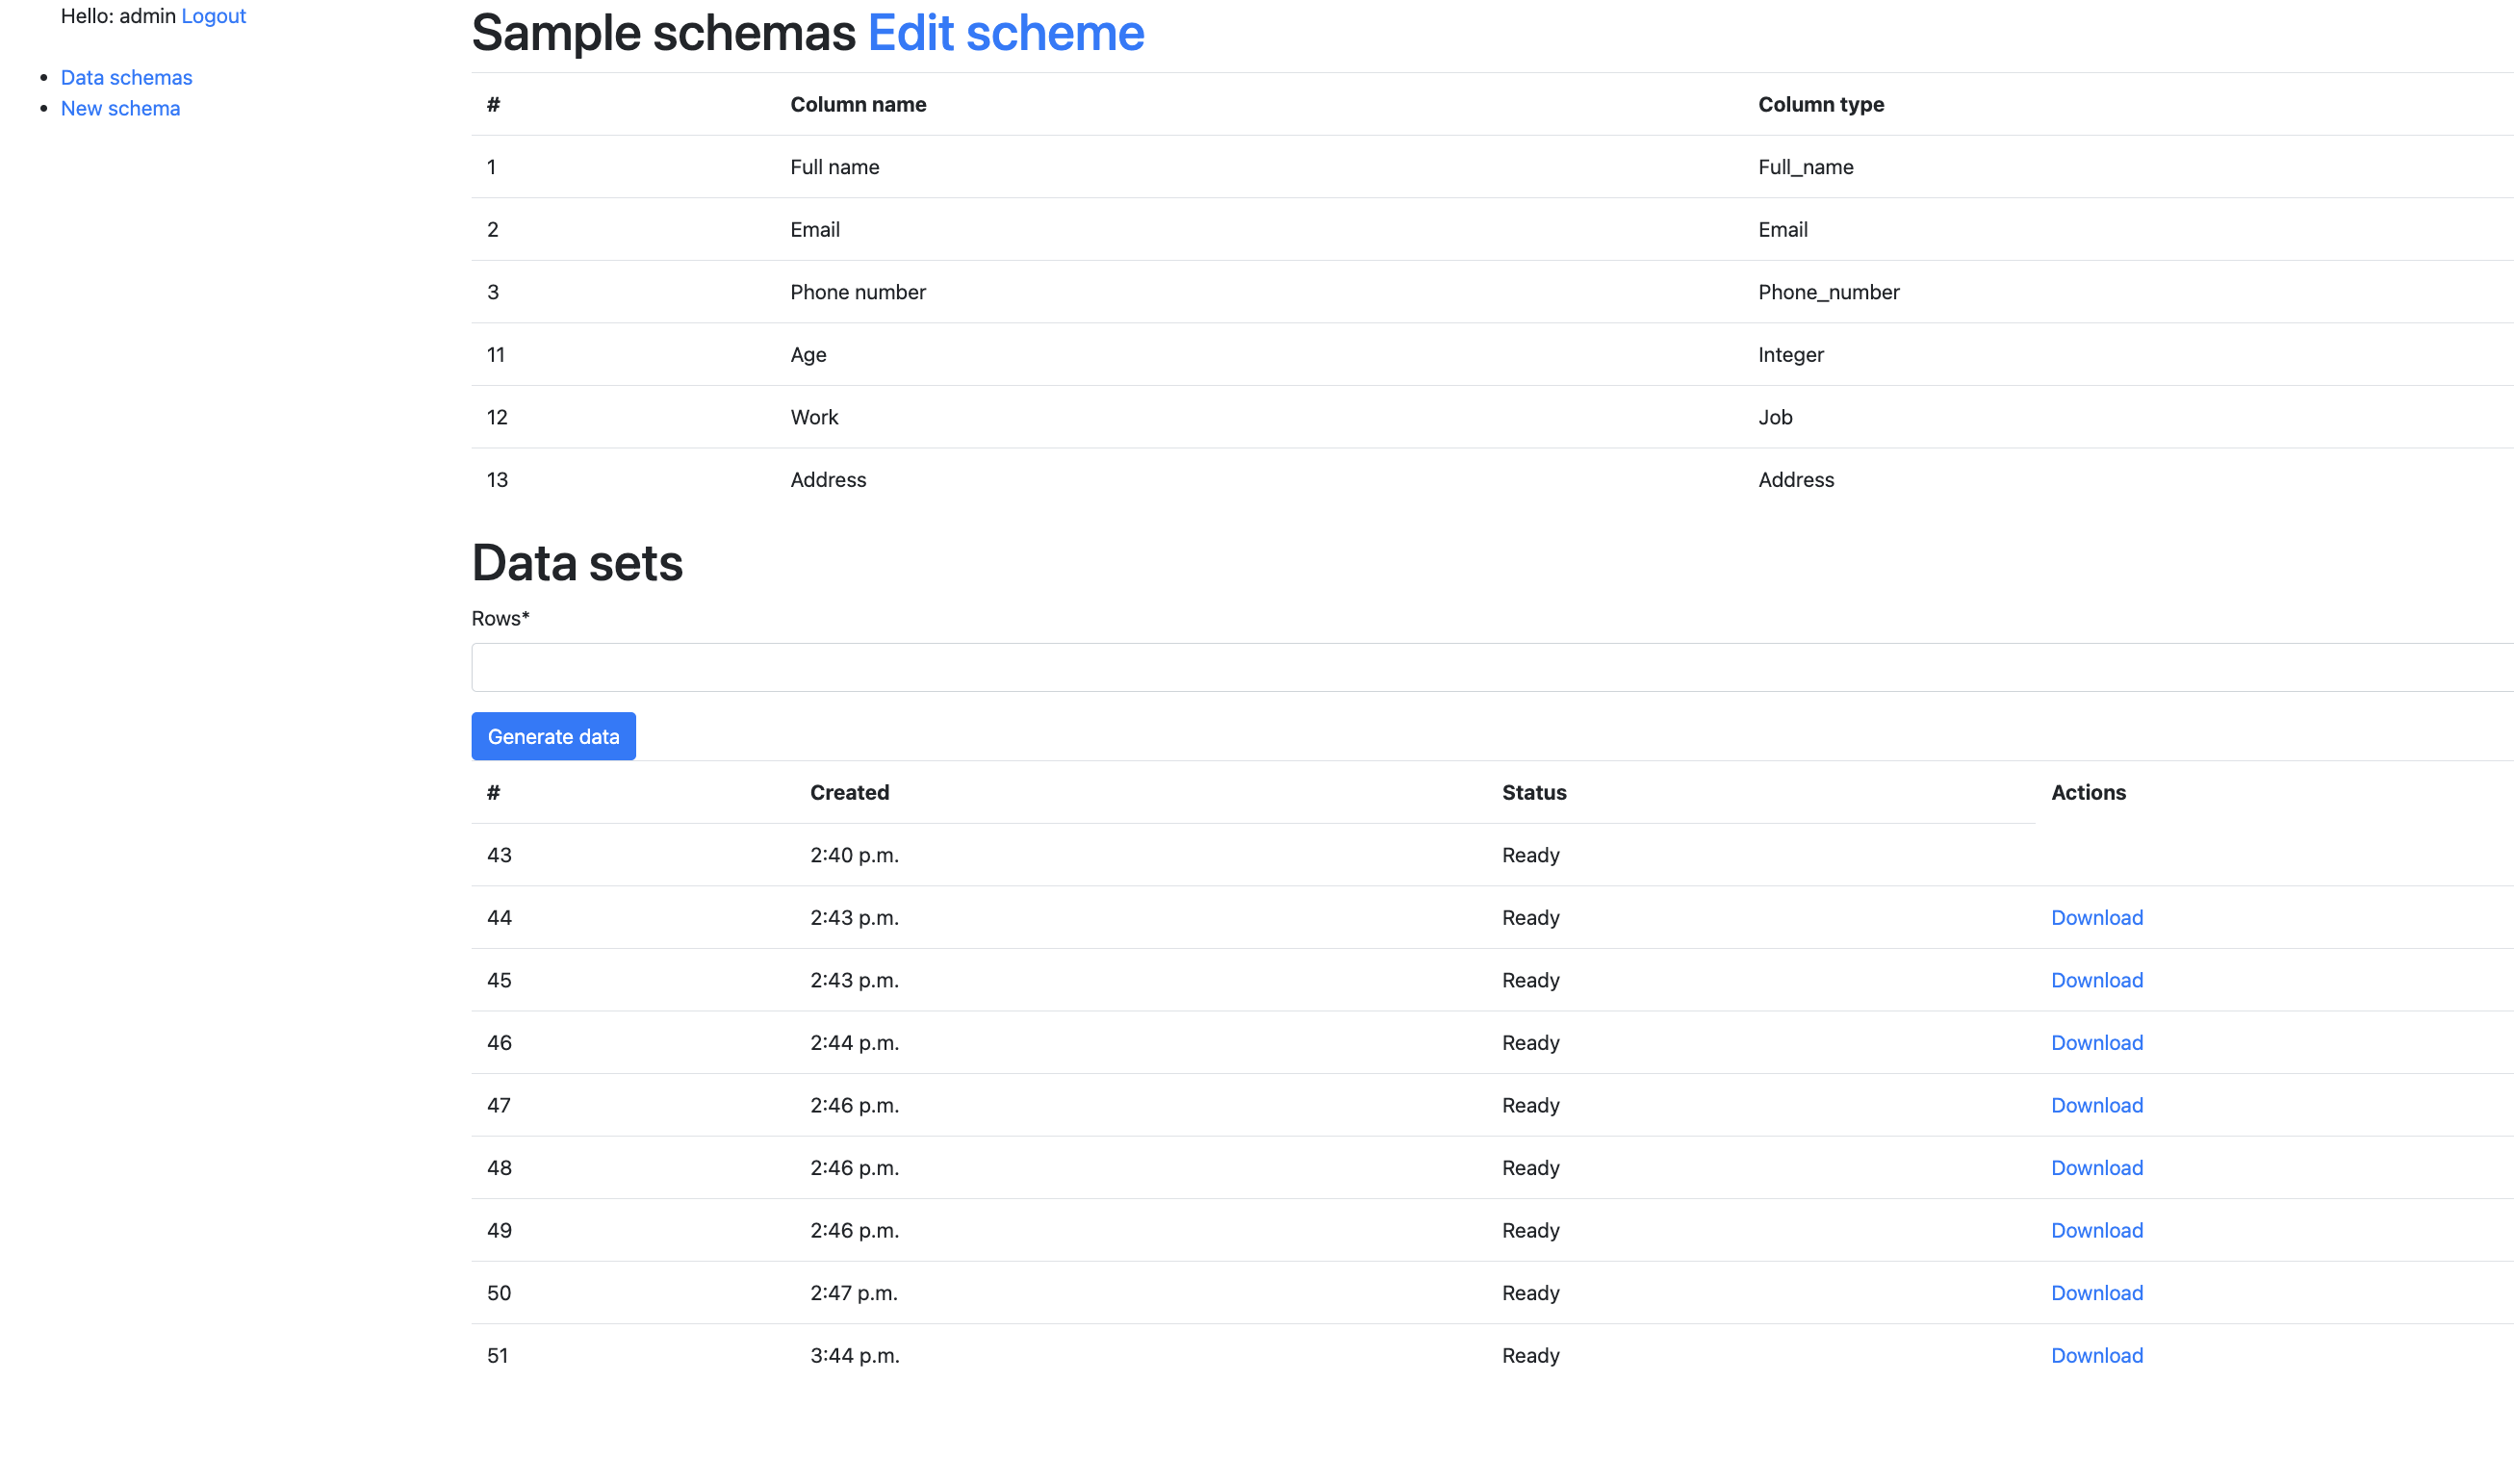 Hello: admin Logout
Data schemas
New schema
Sample schemas Edit scheme
# Column name Column type
1 Full name Full_name
2 Email Email
3 Phone number Phone_number
11 Age Integer
12 Work Job
13 Address Address
Data sets
Rows*
Generate data
# Created Status Actions
43 2:40 p.m. Ready
44 2:43 p.m. Ready Download
45 2:43 p.m. Ready Download
46 2:44 p.m. Ready Download
47 2:46 p.m. Ready Download
48 2:46 p.m. Ready Download
49 2:46 p.m. Ready Download
50 2:47 p.m. Ready Download
51 3:44 p.m. Ready Download